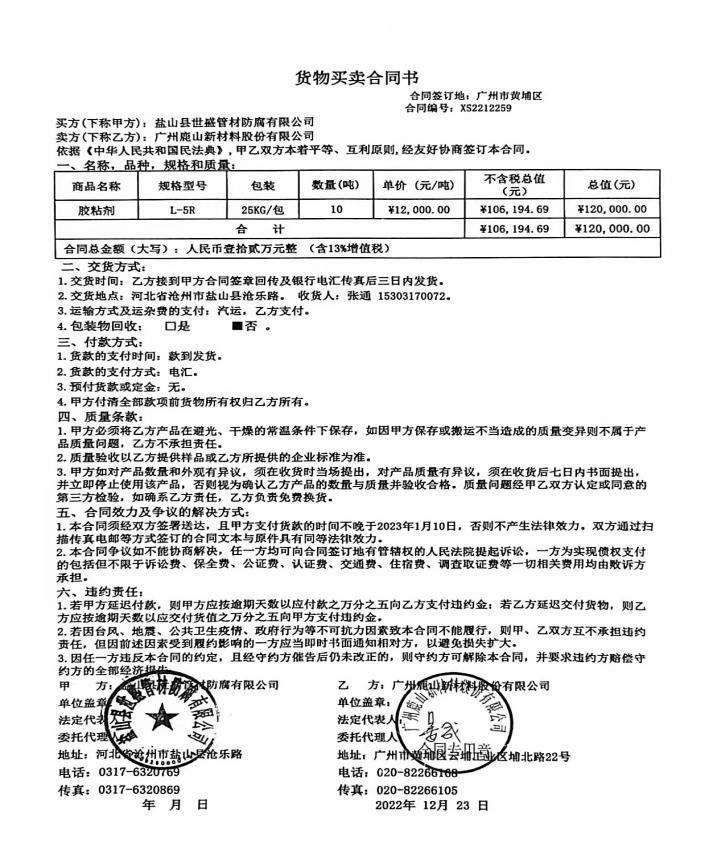 货物买卖合同书
合同签订地：广州市黄埔区
合同编号：XS2212259
买方(下称甲方)：盐山县世盛管材防腐有限公司
卖方(下称乙方)：广州鹿山新材料股份有限公司
依据《中华人民共和国民法典》,甲乙双方本着平等、互利原则,经友好协商签订本合同。
一、名称，品种，规格和质量：
商品名称 规格型号 包装 数量(吨) 单价（元/吨） 不含税总值（元） 总值(元)
胶粘剂 L-5R 25KG/包 10 ¥12,000.00 ¥106,194.69 ¥120,000.00
合 计 ¥106,194.69 ¥120,000.00
合同总金额（大写）：人民币壹拾贰万元整 （含13%增值税）
二、交货方式：
1.交货时间：乙方接到甲方合同签章回传及银行电汇传真后三日内发货。
2.交货地点：河北省沧州市盐山县沧乐路。 收货人：张通 15303170072。
3.运输方式及运杂费的支付：汽运，乙方支付。
4.包装物回收： □是 ■否 。
三、付款方式：
1.货款的支付时间：款到发货。
2.货款的支付方式：电汇。
3.预付货款或定金：无。
4.甲方付清全部款项前货物所有权归乙方所有。
四、质量条款：
1.甲方必须将乙方产品在避光、干燥的常温条件下保存，如因甲方保存或搬运不当造成的质量变异则不属于产
品质量问题，乙方不承担责任。
2.质量验收以乙方提供样品或乙方所提供的企业标准为准。
3.甲方如对产品数量和外观有异议，须在收货时当场提出，对产品质量有异议，须在收货后七日内书面提出，
并立即停止使用该产品，否则视为确认乙方产品的数量与质量并验收合格。质量问题经甲乙双方认定或同意的
第三方检验，如确系乙方责任，乙方负责免费换货。
五、合同效力及争议的解决方式：
1.本合同须经双方签署送达，且甲方支付货款的时间不晚于2023年1月10日，否则不产生法律效力。双方通过扫
描传真电邮等方式签订的合同文本与原件具有同等法律效力。
2.本合同争议如不能协商解决，任一方均可向合同签订地有管辖权的人民法院提起诉讼，一方为实现债权支付
的包括但不限于诉讼费、保全费、公证费、认证费、交通费、住宿费、调查取证费等一切相关费用均由败诉方
承担。
六、违约责任：
1.若甲方延迟付款，则甲方应按逾期天数以应付款之万分之五向乙方支付违约金；若乙方延迟交付货物，则乙
方应按逾期天数以应交付货值之万分之五向甲方支付违约金。
2.若因台风、地震、公共卫生疫情、政府行为等不可抗力因素致本合同不能履行，则甲、乙双方互不承担违约
责任，但因前述因素受到履约影响的一方应当即时书面通知相对方，以避免损失扩大。
3.因任一方违反本合同的约定，且经守约方催告后仍未改正的，则守约方可解除本合同，并要求违约方赔偿守
约方的全部经济损失
甲 方：盐山县世盛管材防腐有限公司
单位盖章
法定代表人
委托代理人
地址：河北省沧州市盐山县沧乐路
电话：0317-6320769
传真：0317-6320869
年 月 日
乙 方：广州鹿山新材料股份有限公司
单位盖章：
法定代表人
委托代理人
地址：广州市黄埔区云埔工业区埔北路22号
电话：020-82266108
传真：020-82266105
2022年 12月 23 日
盐山县世盛管材防腐有限公司
广州鹿山新材料股份有限公司
合同专用章